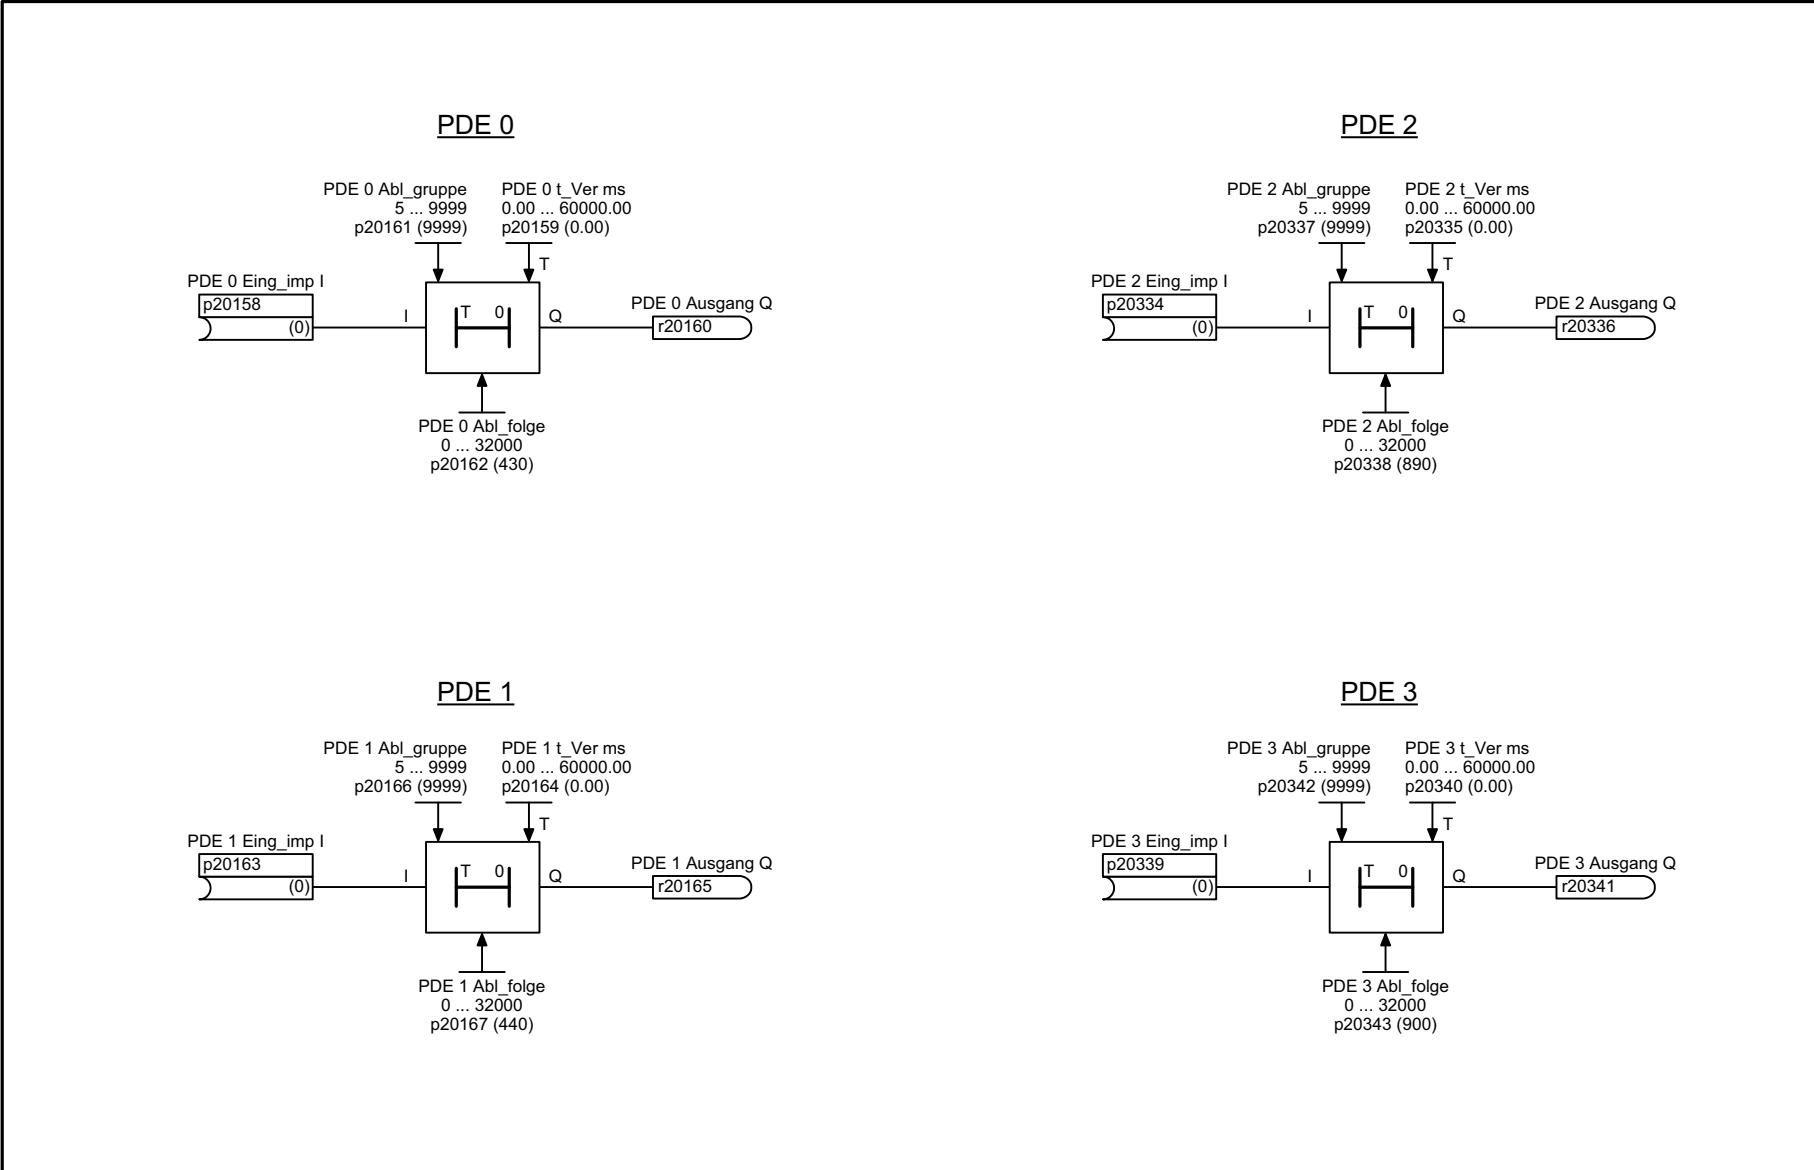 PDE 0
PDE 0 Abl_gruppe
5 ... 9999
p20161 (9999)
PDE 0 t_Ver ms
0.00 ... 60000.00
p20159 (0.00)
T
PDE 0 Eing_imp I
p20158
(0)
I
T 0
Q
PDE 0 Ausgang Q
r20160
PDE 0 Abl_folge
0 ... 32000
p20162 (430)
PDE 2
PDE 2 Abl_gruppe
5 ... 9999
p20337 (9999)
PDE 2 t_Ver ms
0.00 ... 60000.00
p20335 (0.00)
T
PDE 2 Eing_imp I
p20334
(0)
I
T 0
Q
PDE 2 Ausgang Q
r20336
PDE 2 Abl_folge
0 ... 32000
p20338 (890)
PDE 1
PDE 1 Abl_gruppe
5 ... 9999
p20166 (9999)
PDE 1 t_Ver ms
0.00 ... 60000.00
p20164 (0.00)
T
PDE 1 Eing_imp I
p20163
(0)
I
T 0
Q
PDE 1 Ausgang Q
r20165
PDE 1 Abl_folge
0 ... 32000
p20167 (440)
PDE 3
PDE 3 Abl_gruppe
5 ... 9999
p20342 (9999)
PDE 3 t_Ver ms
0.00 ... 60000.00
p20340 (0.00)
T
PDE 3 Eing_imp I
p20339
(0)
I
T 0
Q
PDE 3 Ausgang Q
r20341
PDE 3 Abl_folge
0 ... 32000
p20343 (900)